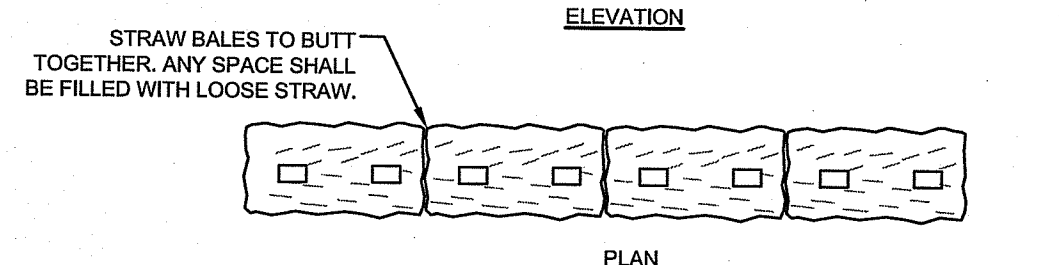 ELEVATION
STRAW BALES TO BUTT
TOGETHER. ANY SPACE SHALL
BE FILLED WITH LOOSE STRAW.
PLAN